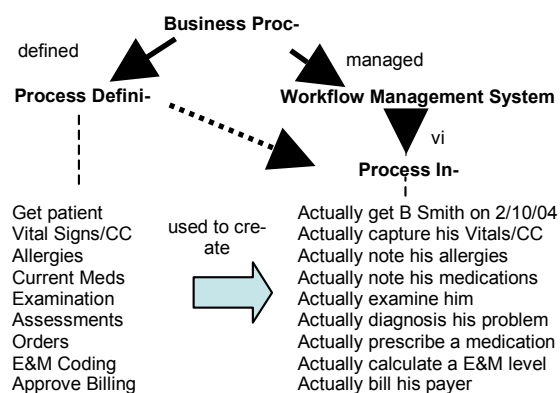 Business Proc-
defined
managed
Process Defini-
Workflow Management System
vi
Process In-
Get patient
Vital Signs/CC
Allergies
Current Meds
Examination
Assessments
Orders
E&M Coding
Approve Billing
used to cre-
ate
Actually get B Smith on 2/10/04
Actually capture his Vitals/CC
Actually note his allergies
Actually note his medications
Actually examine him
Actually diagnosis his problem
Actually prescribe a medication
Actually calculate a E&M level
Actually bill his payer